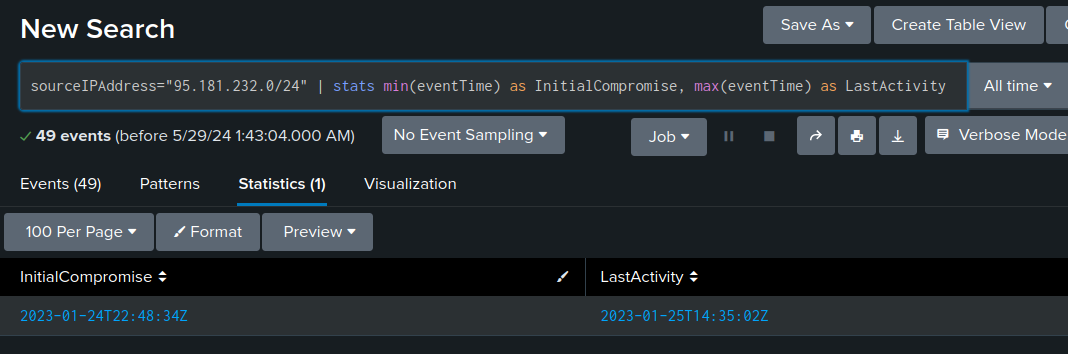 New Search
Save As
Create Table View
sourceIPAddress="95.181.232.0/24" | stats min(eventTime) as InitialCompromise, max(eventTime) as LastActivity
All time
49 events (before 5/29/24 1:43:04.000 AM)
No Event Sampling
Job
Verbose Mode
Events (49)
Patterns
Statistics (1)
Visualization
100 Per Page
Format
Preview
InitialCompromise
LastActivity
2023-01-24T22:48:34Z
2023-01-25T14:35:02Z